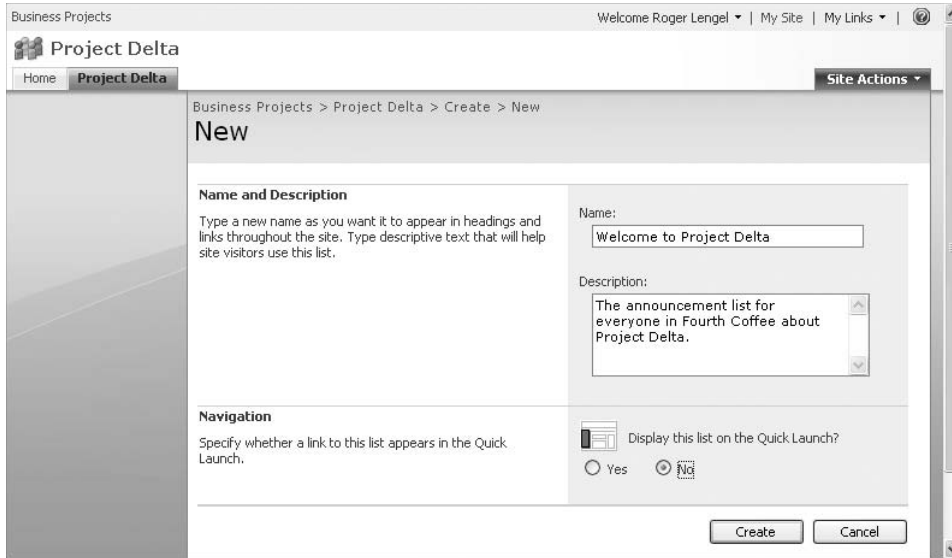 Business Projects
Welcome Roger Lengel | My Site | My Links |
Project Delta
Home Project Delta
Site Actions
Business Projects > Project Delta > Create > New
New
Name and Description
Type a new name as you want it to appear in headings and
links throughout the site. Type descriptive text that will help
site visitors use this list.
Name:
Welcome to Project Delta
Description:
The announcement list for
everyone in Fourth Coffee about
Project Delta.
Navigation
Specify whether a link to this list appears in the Quick
Launch.
Display this list on the Quick Launch?
Yes No
Create Cancel